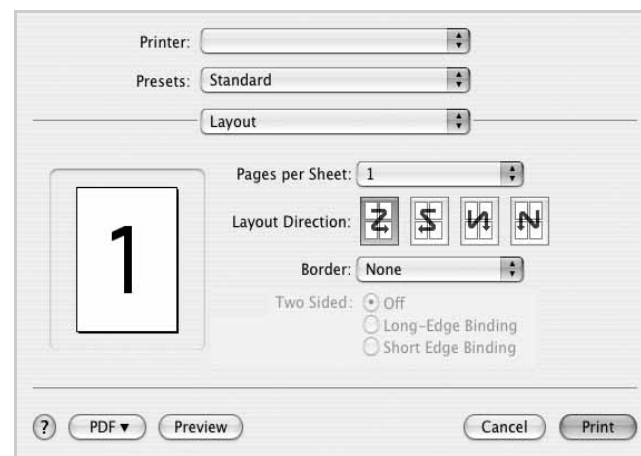 Printer:
Presets: Standard
Layout
Pages per Sheet: 1
1
Layout Direction:
Border: None
Two Sided: Off
Long-Edge Binding
Short Edge Binding
? PDF▼ Preview Cancel Print